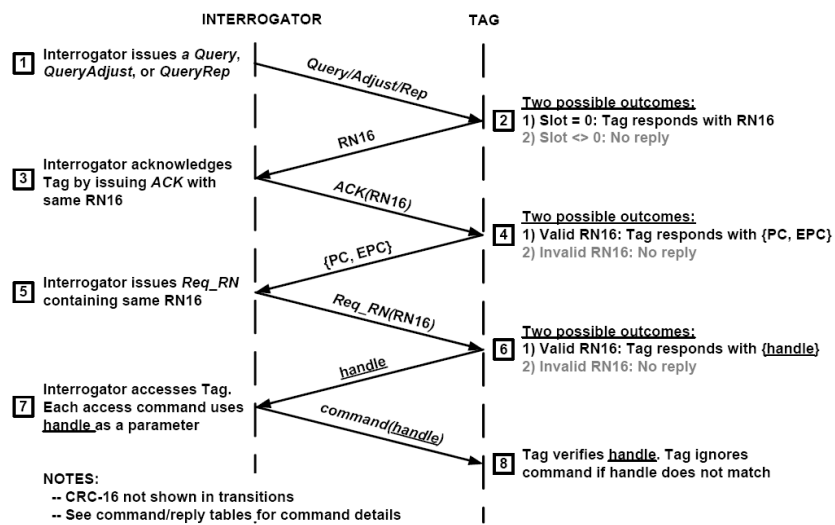 INTERROGATOR
TAG
1
Interrogator issues a Query,
QueryAdjust, or QueryRep
Query/Adjust/Rep
2
Two possible outcomes:
1) Slot = 0: Tag responds with RN16
2) Slot <> 0: No reply
RN16
3
Interrogator acknowledges
Tag by issuing ACK with
same RN16
ACK(RN16)
4
Two possible outcomes:
1) Valid RN16: Tag responds with {PC, EPC}
2) Invalid RN16: No reply
{PC, EPC}
5
Interrogator issues Req_RN
containing same RN16
Req_RN(RN16)
6
Two possible outcomes:
1) Valid RN16: Tag responds with {handle}
2) Invalid RN16: No reply
handle
7
Interrogator accesses Tag.
Each access command uses
handle as a parameter
command(handle)
8
Tag verifies handle. Tag ignores
command if handle does not match
NOTES:
-- CRC-16 not shown in transitions
-- See command/reply tables for command details